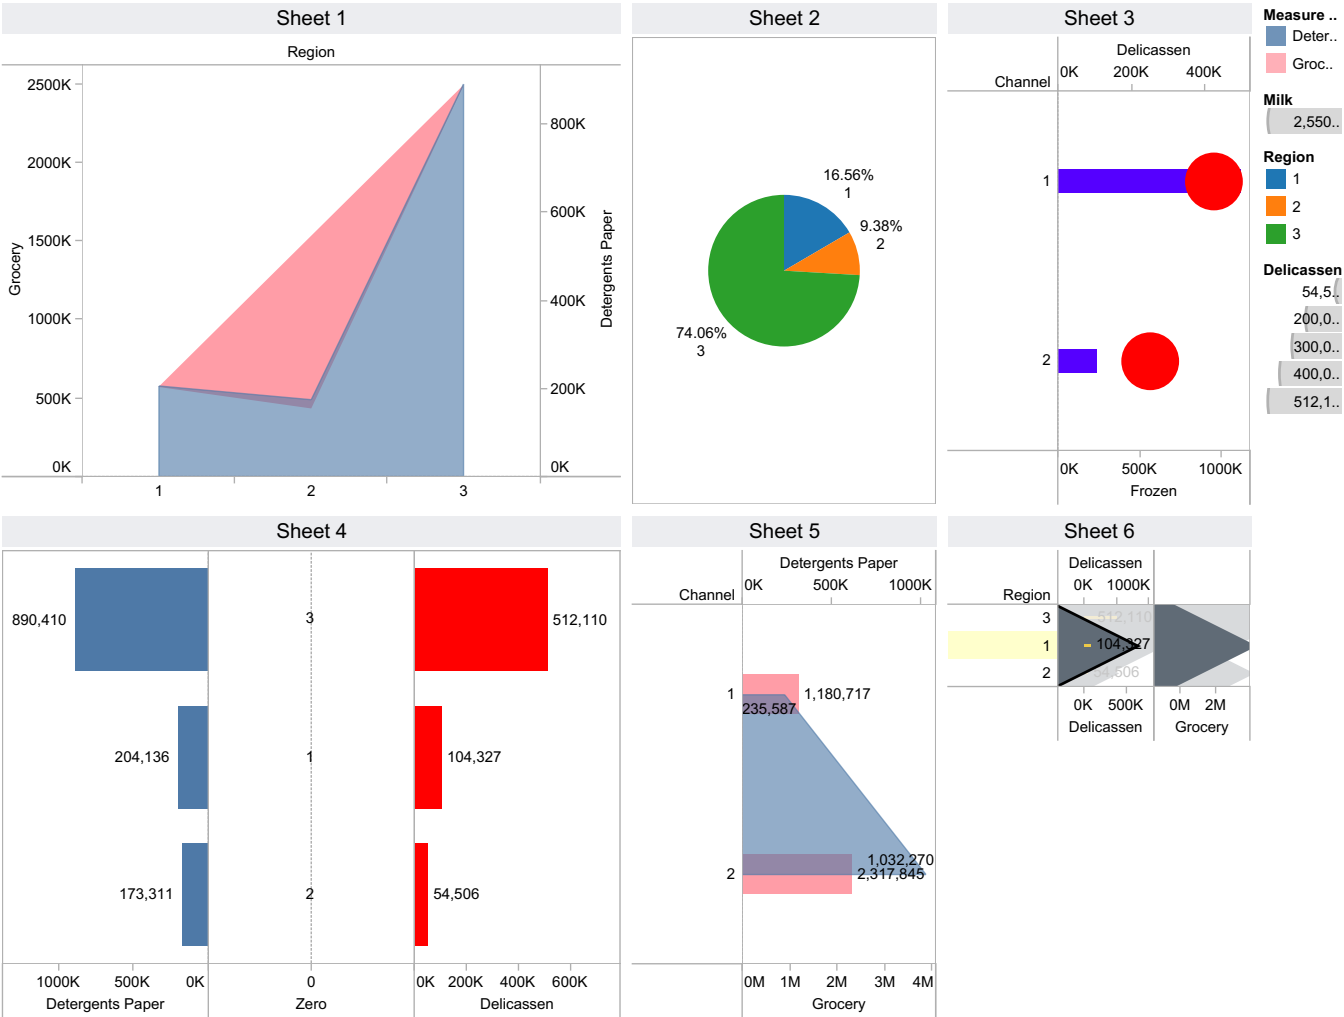 Sheet 1
Region
2500K
2000K
1500K
1000K
500K
0K
Grocery
800K
600K
400K
200K
0K
Detergents Paper
1
2
3
Sheet 2
16.56%
1
9.38%
2
74.06%
3
Sheet 3
Delicassen
Channel
0K 200K 400K
1
2
0K 500K 1000K
Frozen
Measure ..
Deter..
Groc..
Milk
2,550..
Region
1
2
3
Delicassen
54,5..
200,0..
300,0..
400,0..
512,1..
Sheet 4
890,410 3 512,110
204,136 1 104,327
173,311 2 54,506
1000K 500K 0K 0 0K 200K 400K 600K
Detergents Paper Zero Delicassen
Sheet 5
Detergents Paper
Channel
0K 500K 1000K
1
1,180,717
235,587
1,032,270
2
2,317,845
0M 1M 2M 3M 4M
Grocery
Sheet 6
Delicassen
0K 1000K
Region
3 512,110
1 104,327
2 54,506
0K 500K 0M 2M
Delicassen Grocery